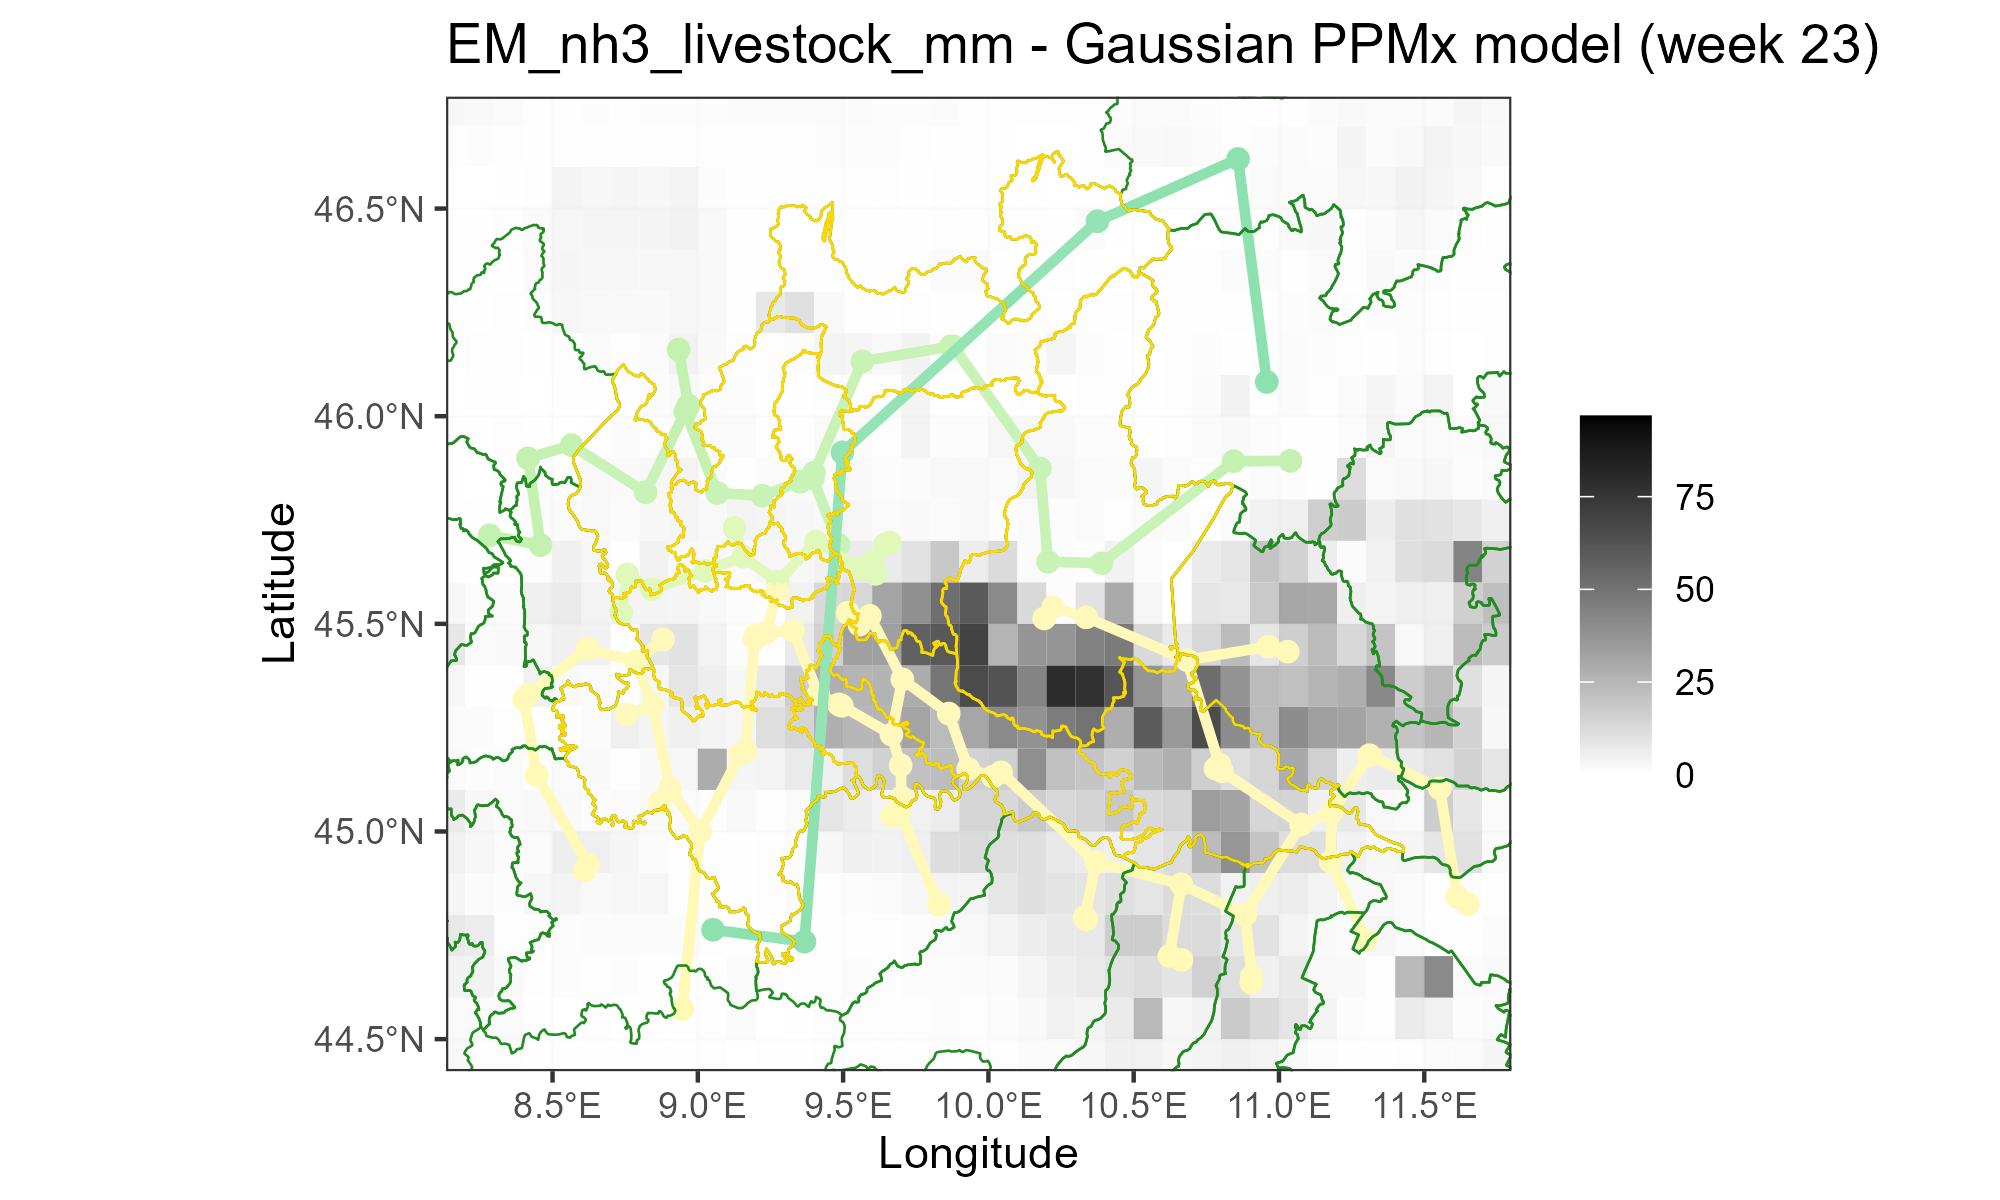 EM_nh3_livestock_mm - Gaussian PPMx model (week 23)
46.5°N
46.0°N
45.5°N
45.0°N
44.5°N
Latitude
8.5°E
9.0°E
9.5°E
10.0°E
10.5°E
11.0°E
11.5°E
Longitude
75
50
25
0